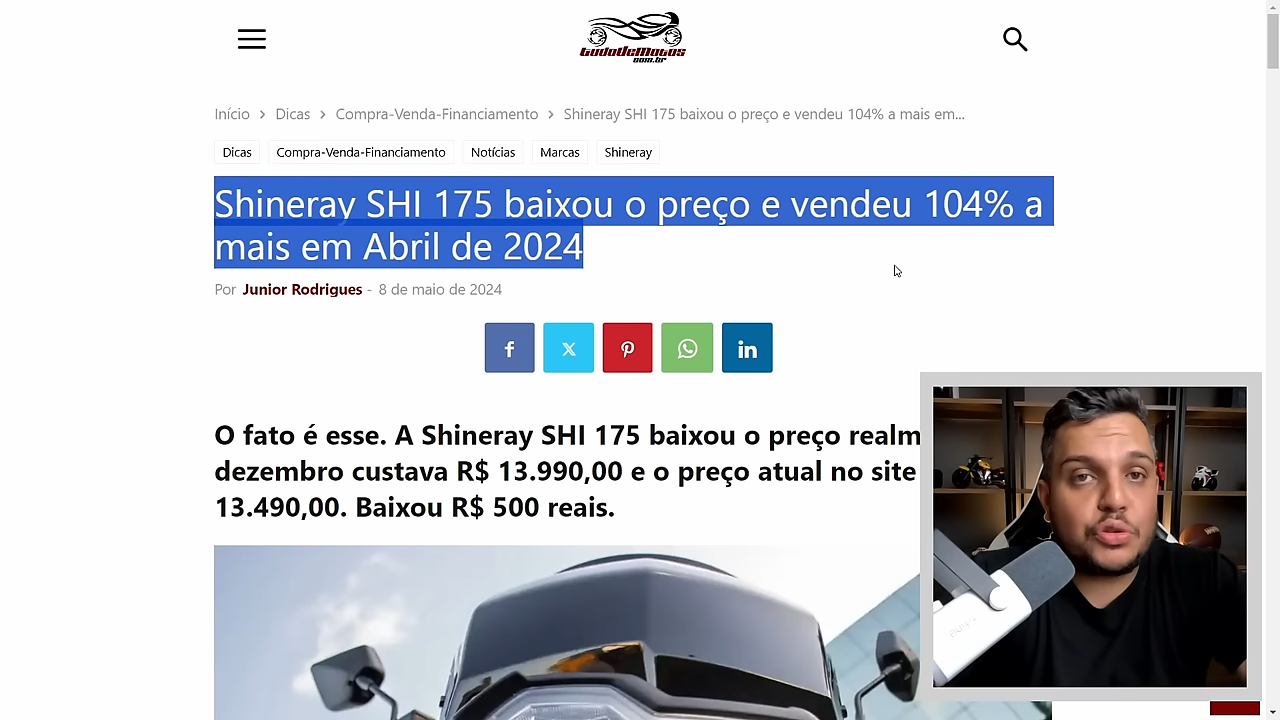 tudodeMotos
com.br
Início > Dicas > Compra-Venda-Financiamento > Shineray SHI 175 baixou o preço e vendeu 104% a mais em...
Dicas Compra-Venda-Financiamento Notícias Marcas Shineray
Shineray SHI 175 baixou o preço e vendeu 104% a
mais em Abril de 2024
Por Junior Rodrigues - 8 de maio de 2024
O fato é esse. A Shineray SHI 175 baixou o preço realm
dezembro custava R$ 13.990,00 e o preço atual no site
13.490,00. Baixou R$ 500 reais.